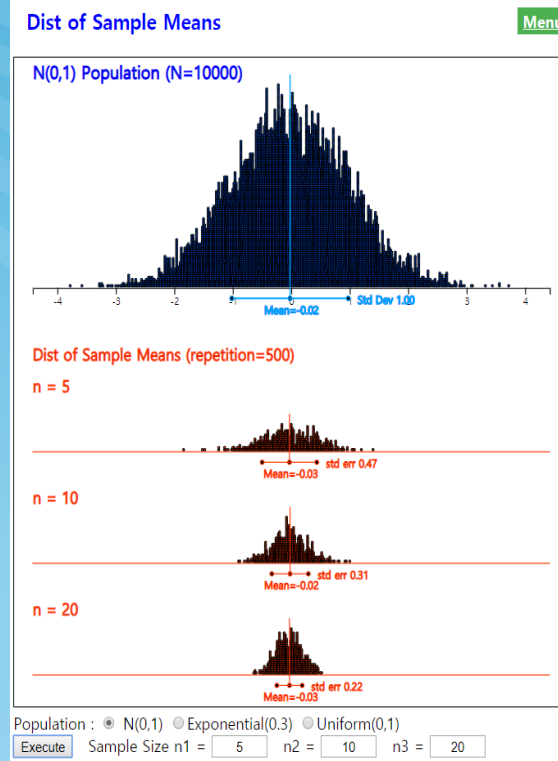 Dist of Sample Means Menu
N(0,1) Population (N=10000)
-4 -3 -2 -1 0 1 2 3 4
Std Dev 1.00
Mean=-0.02
Dist of Sample Means (repetition=500)
n = 5
std err 0.47
Mean=-0.03
n = 10
std err 0.31
Mean=-0.02
n = 20
std err 0.22
Mean=-0.03
Population : N(0,1) Exponential(0.3) Uniform(0,1)
Execute Sample Size n1 = 5 n2 = 10 n3 = 20